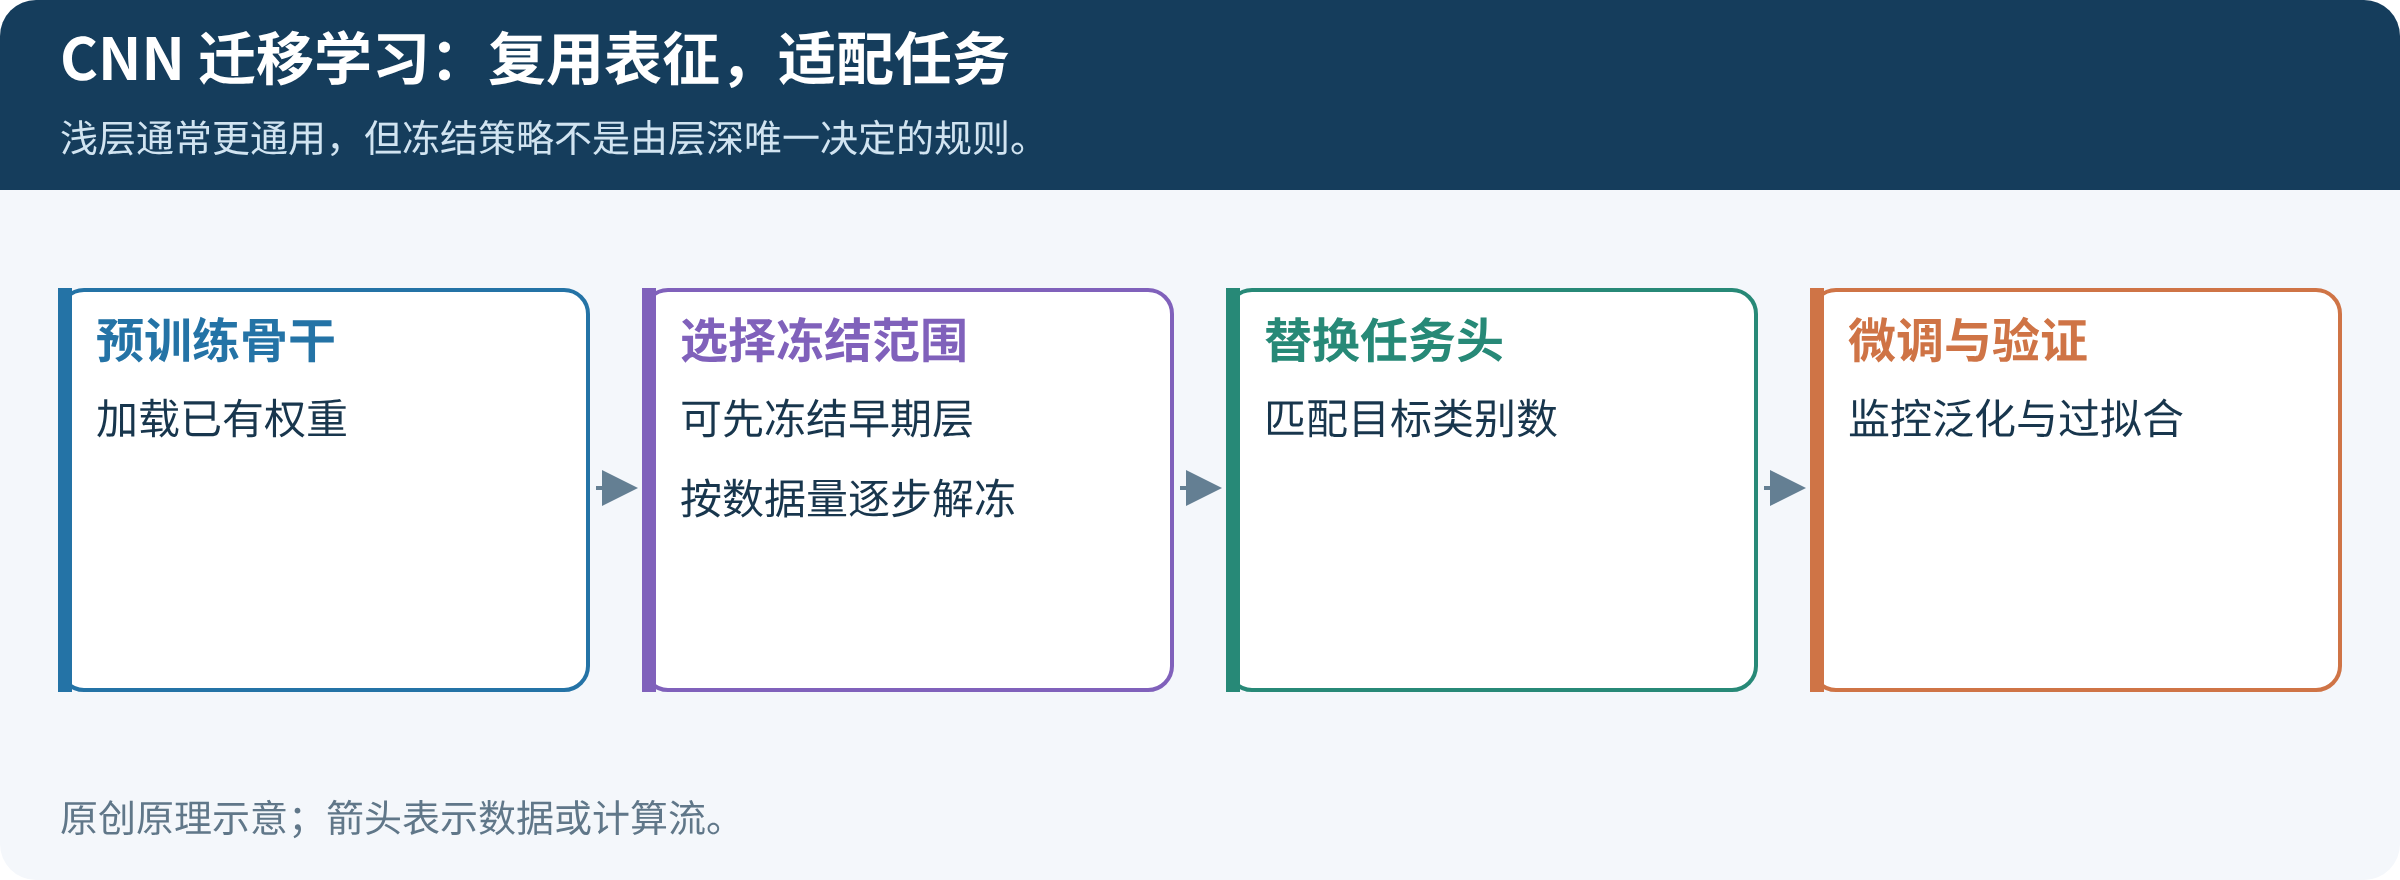 CNN 迁移学习：复用表征，适配任务
浅层通常更通用，但冻结策略不是由层深唯一决定的规则。
预训练骨干
加载已有权重
选择冻结范围
可先冻结早期层
按数据量逐步解冻
替换任务头
匹配目标类别数
微调与验证
监控泛化与过拟合
原创原理示意；箭头表示数据或计算流。